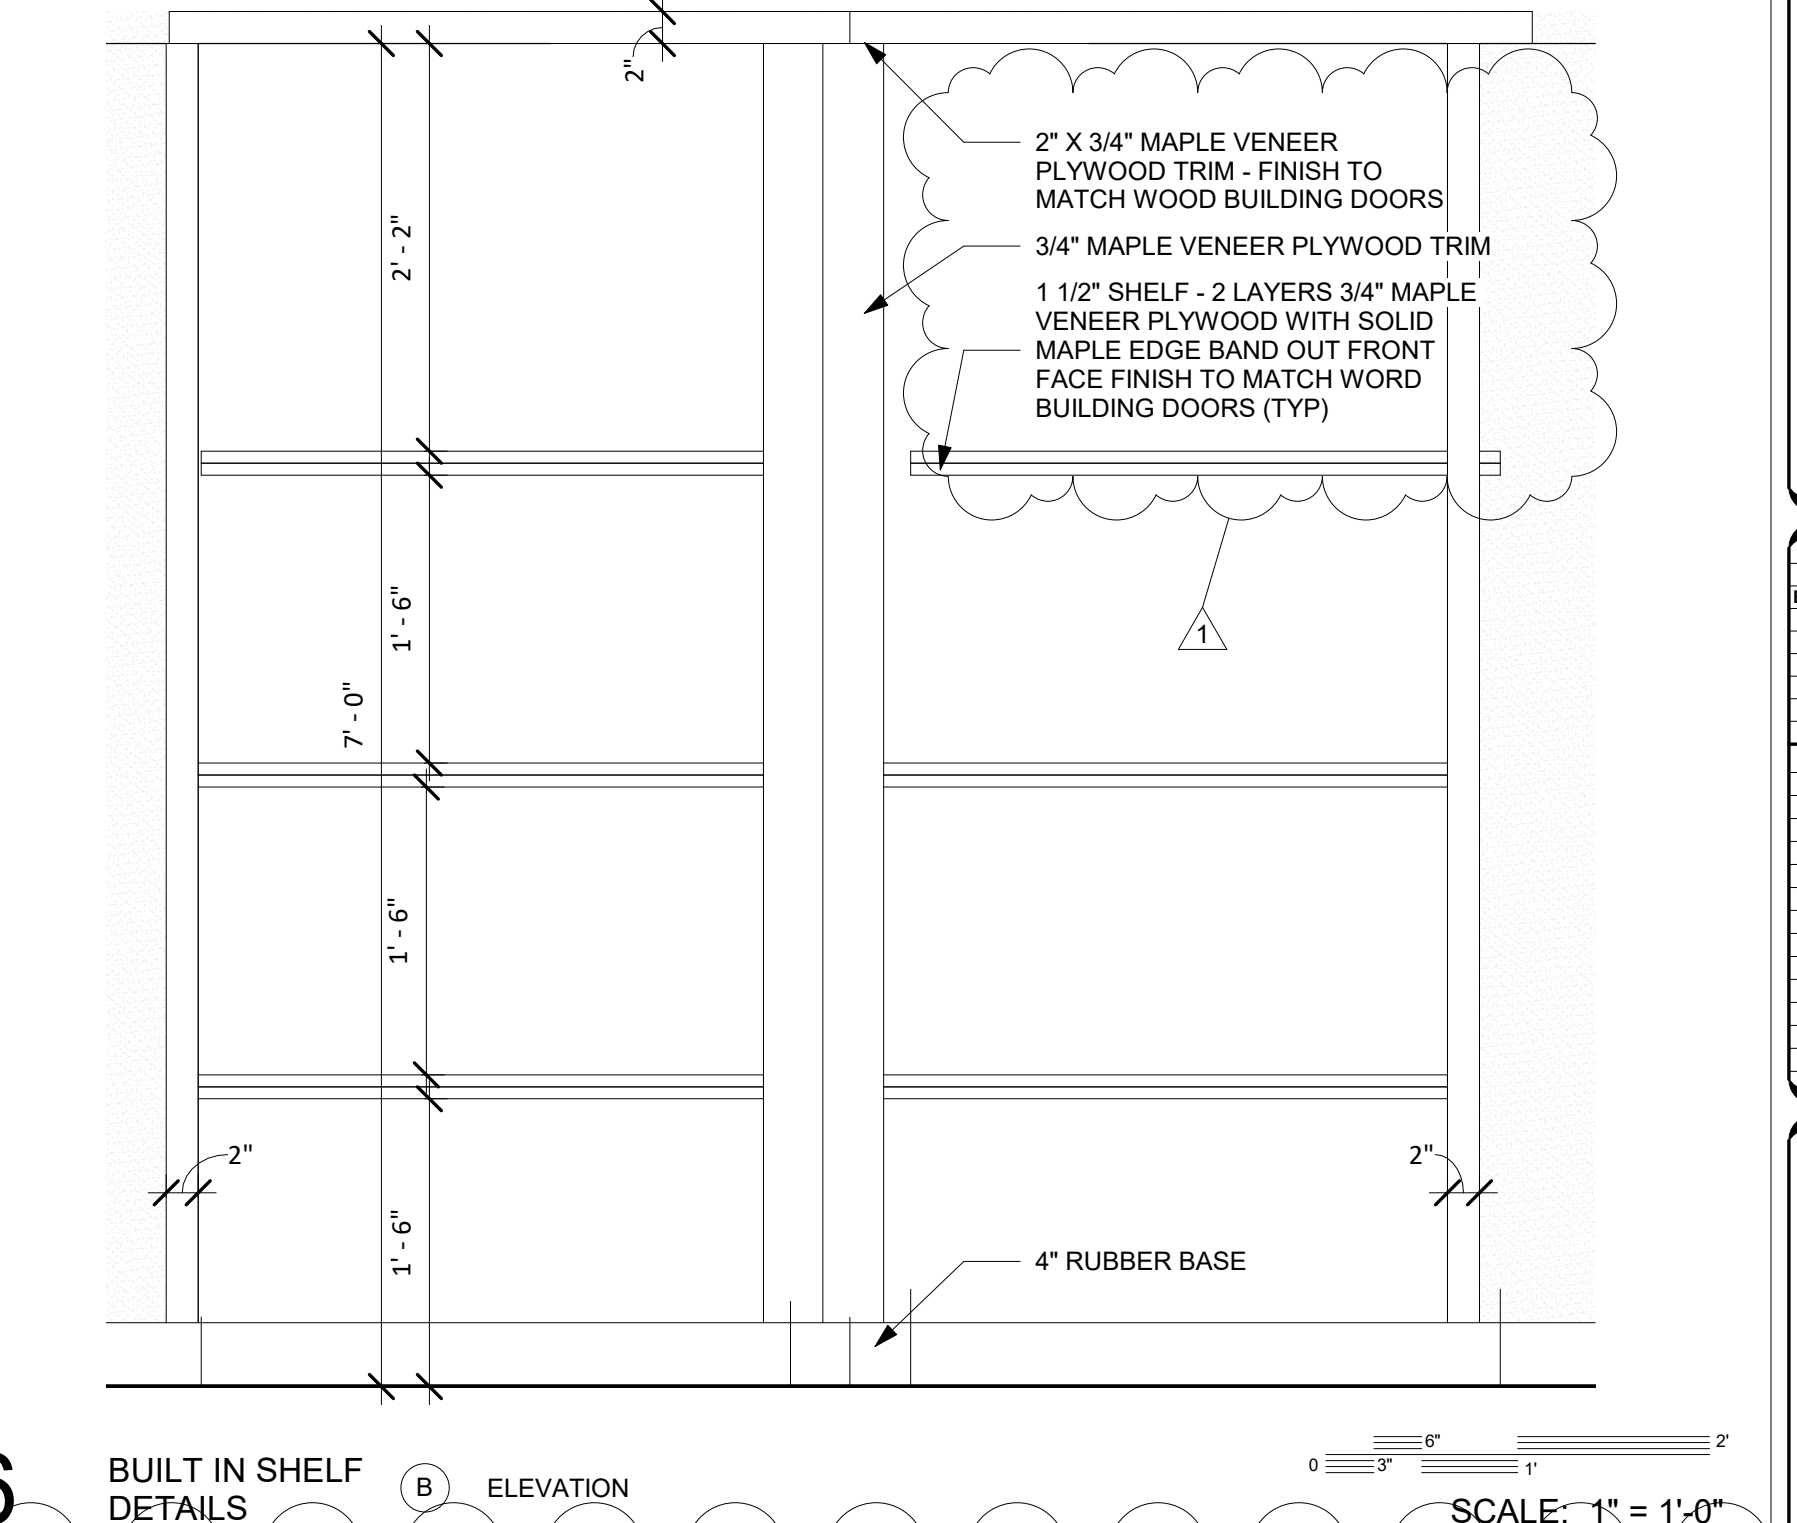 2"
2" X 3/4" MAPLE VENEER
PLYWOOD TRIM - FINISH TO
MATCH WOOD BUILDING DOORS
2' - 2"
3/4" MAPLE VENEER PLYWOOD TRIM
1 1/2" SHELF - 2 LAYERS 3/4" MAPLE
VENEER PLYWOOD WITH SOLID
MAPLE EDGE BAND OUT FRONT
FACE FINISH TO MATCH WORD
BUILDING DOORS (TYP)
1' - 6"
1
7' - 0"
1' - 6"
2"
2"
1' - 6"
4" RUBBER BASE
6"
2'
0
3"
1'
BUILT IN SHELF
DETAILS
B
ELEVATION
SCALE: 1" = 1'-0"